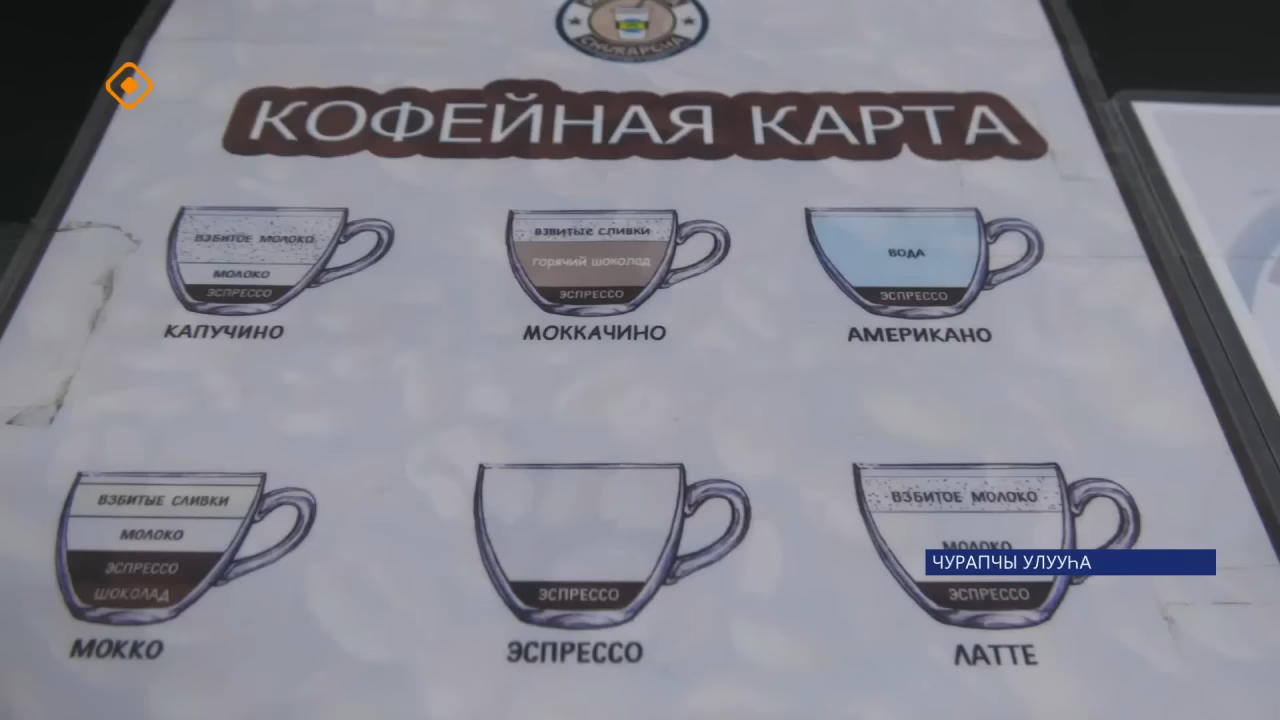 CHURAPCHA
КОФЕЙНАЯ КАРТА
ВЗБИТОЕ МОЛОКО
МОЛОКО
ЭСПРЕССО
КАПУЧИНО
ВЗБИТЫЕ СЛИВКИ
ГОРЯЧИЙ ШОКОЛАД
ЭСПРЕССО
МОККАЧИНО
ВОДА
ЭСПРЕССО
АМЕРИКАНО
ВЗБИТЫЕ СЛИВКИ
МОЛОКО
ЭСПРЕССО
ШОКОЛАД
МОККО
ЭСПРЕССО
ЭСПРЕССО
ВЗБИТОЕ МОЛОКО
МОЛОКО
ЧУРАПЧЫ УЛУУҺА
ЭСПРЕССО
ЛАТТЕ